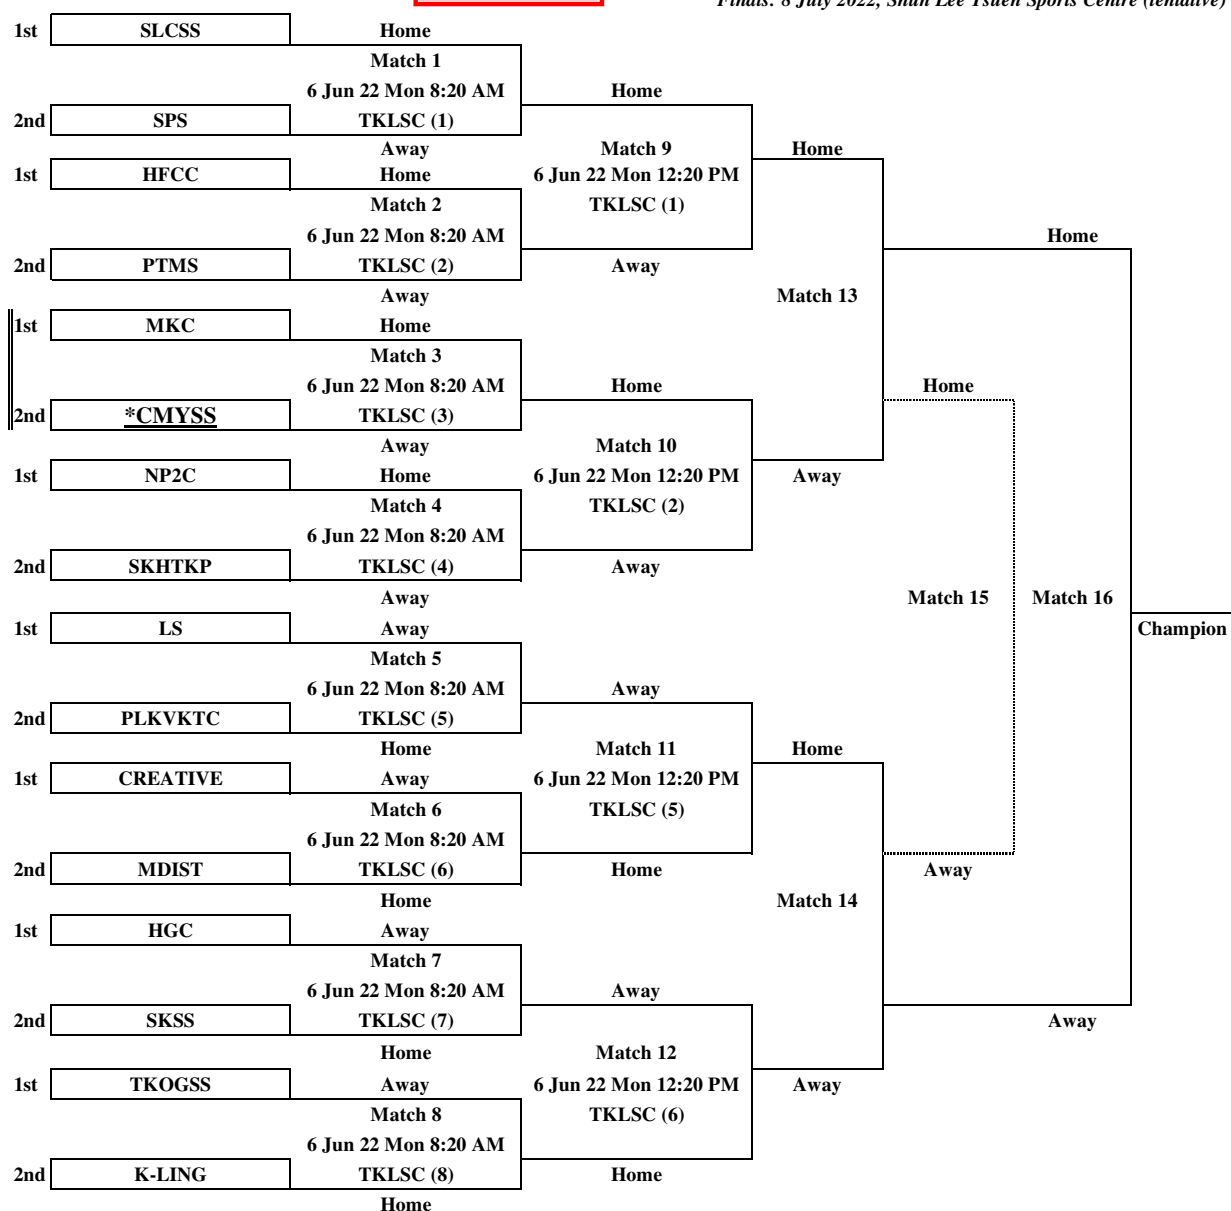 Finals: 8 July 2022, Shun Lee Tsuen Sports Centre (tentative)
1st SLCSS Home
Match 1
6 Jun 22 Mon 8:20 AM Home
2nd SPS TKLSC (1)
Away Match 9 Home
1st HFCC Home 6 Jun 22 Mon 12:20 PM
Match 2 TKLSC (1)
6 Jun 22 Mon 8:20 AM Home
2nd PTMS TKLSC (2) Away
Away Match 13
1st MKC Home
Match 3
6 Jun 22 Mon 8:20 AM Home Home
2nd *CMYSS TKLSC (3)
Away Match 10
1st NP2C Home 6 Jun 22 Mon 12:20 PM Away
Match 4 TKLSC (2)
6 Jun 22 Mon 8:20 AM
2nd SKHTKP TKLSC (4) Away
Away Match 15 Match 16
1st LS Away Champion
Match 5
6 Jun 22 Mon 8:20 AM Away
2nd PLKVKTC TKLSC (5)
Home Match 11 Home
1st CREATIVE Away 6 Jun 22 Mon 12:20 PM
Match 6 TKLSC (5)
6 Jun 22 Mon 8:20 AM
2nd MDIST TKLSC (6) Home Away
Home Match 14
1st HGC Away
Match 7
6 Jun 22 Mon 8:20 AM Away
2nd SKSS TKLSC (7) Away
Home Match 12
1st TKOGSS Away 6 Jun 22 Mon 12:20 PM Away
Match 8 TKLSC (6)
6 Jun 22 Mon 8:20 AM
2nd K-LING TKLSC (8) Home
Home